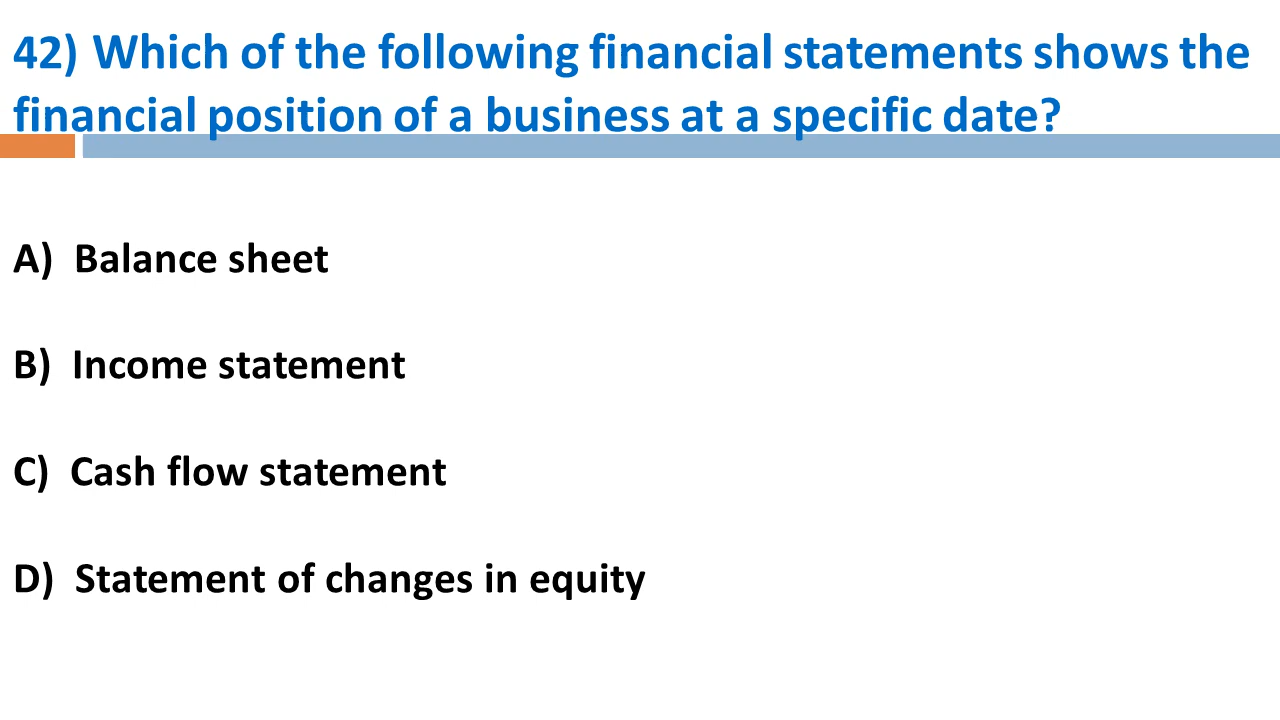 42) Which of the following financial statements shows the
financial position of a business at a specific date?
A) Balance sheet
B) Income statement
C) Cash flow statement
D) Statement of changes in equity